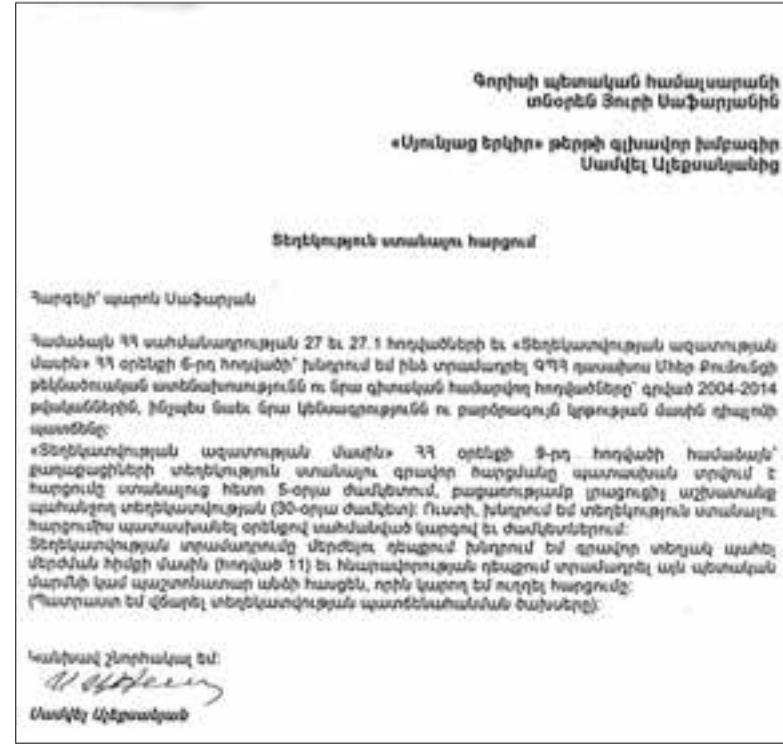 Գորիսի պետական համալսարանի
տնօրեն Յուրի Սաֆարյանին
«Սյունյաց երկիր» թերթի գլխավոր խմբագիր
Սամվել Ալեքսանյանից
Տեղեկություն ստանալու հարցում
Հարգելի՛ պարոն Սաֆարյան
Համաձայն ՀՀ սահմանադրության 27 եւ 27.1 հոդվածների եւ «Տեղեկատվության ազատության
մասին» ՀՀ օրենքի 6-րդ հոդվածի՝ խնդրում եմ ինձ տրամադրել ԳՊՀ դասախոս Մհեր Քումունցի
թեկնածուական ատենախոսությունն ու նրա գիտական համարվող հոդվածները՝ գրված 2004-2014
թվականներին, ինչպես նաեւ նրա կենսագրությունն ու բարձրագույն կրթության մասին դիպլոմի
պատճենը:
«Տեղեկատվության ազատության մասին» ՀՀ օրենքի 9-րդ հոդվածի համաձայն՝
քաղաքացիների տեղեկություն ստանալու գրավոր հարցմանը պատասխան տրվում է
հարցումը ստանալուց հետո 5-օրյա ժամկետում, բացառությամբ լրացուցիչ աշխատանք
պահանջող տեղեկատվության (30-օրյա ժամկետ): Ուստի, խնդրում եմ տեղեկություն ստանալու
հարցումիս պատասխանել օրենքով սահմանված կարգով եւ ժամկետներում:
Տեղեկատվության տրամադրումը մերժելու դեպքում խնդրում եմ գրավոր տեղյակ պահել
մերժման հիմքի մասին (հոդված 11) եւ հնարավորության դեպքում տրամադրել այն պետական
մարմնի կամ պաշտոնատար անձի հասցեն, որին կարող եմ ուղղել հարցումը:
(Պատրաստ եմ վճարել տեղեկատվության պատճենահանման ծախսերը):
Կանխավ շնորհակալ եմ:
Սամվել Ալեքսանյան